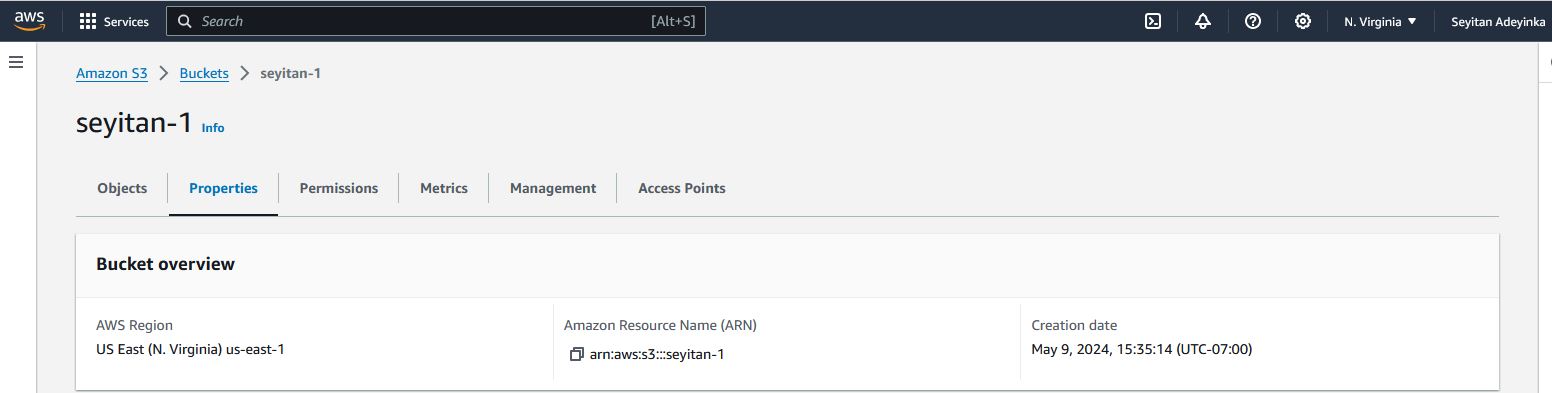 aws Services Search [Alt+S] N. Virginia Seyitan Adeyinka
Amazon S3 > Buckets > seyitan-1
seyitan-1 Info
Objects Properties Permissions Metrics Management Access Points
Bucket overview
AWS Region Amazon Resource Name (ARN) Creation date
US East (N. Virginia) us-east-1 arn:aws:s3:::seyitan-1 May 9, 2024, 15:35:14 (UTC-07:00)